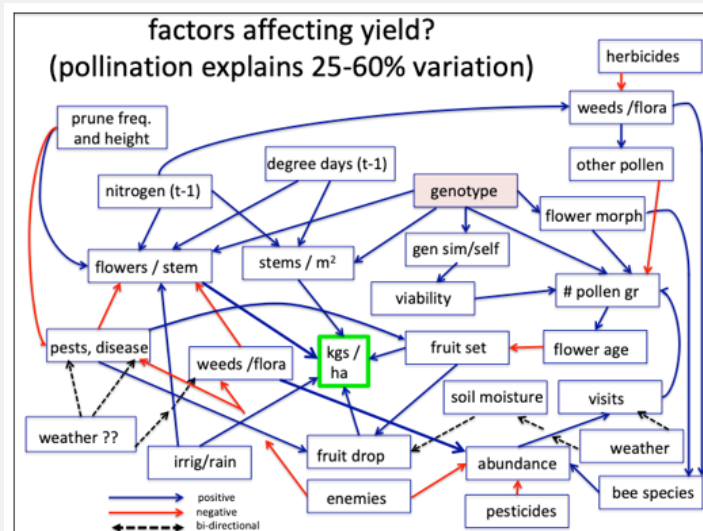 factors affecting yield?
(pollination explains 25-60% variation)
herbicides
prune freq.
and height
weeds /flora
degree days (t-1)
other pollen
nitrogen (t-1)
genotype
flower morph
gen sim/self
flowers / stem
stems / m²
viability
# pollen gr
pests, disease
weeds /flora
kgs /
ha
fruit set
flower age
soil moisture
visits
weather ??
weather
irrig/rain
fruit drop
abundance
enemies
bee species
pesticides
positive
negative
bi-directional